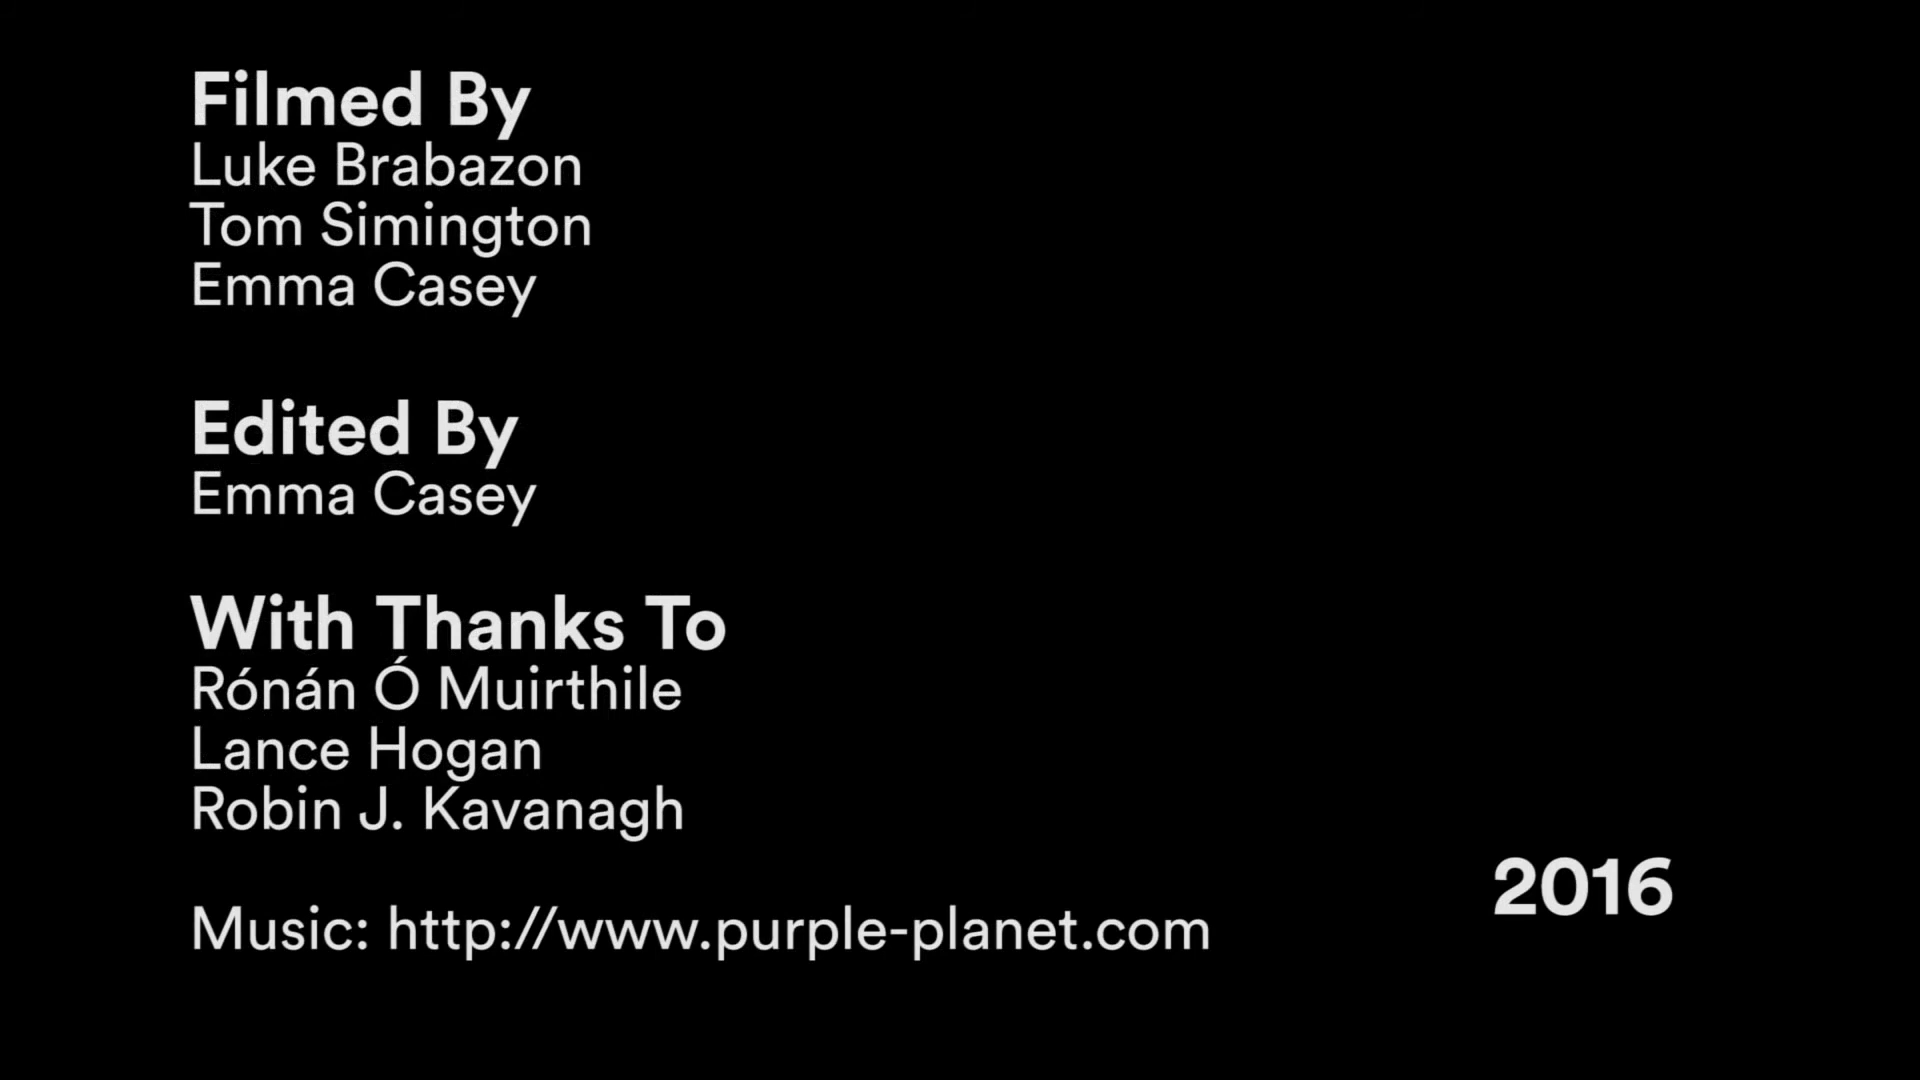 Filmed By
Luke Brabazon
Tom Simington
Emma Casey
Edited By
Emma Casey
With Thanks To
Rónán Ó Muirthile
Lance Hogan
Robin J. Kavanagh
Music: http://www.purple-planet.com
2016